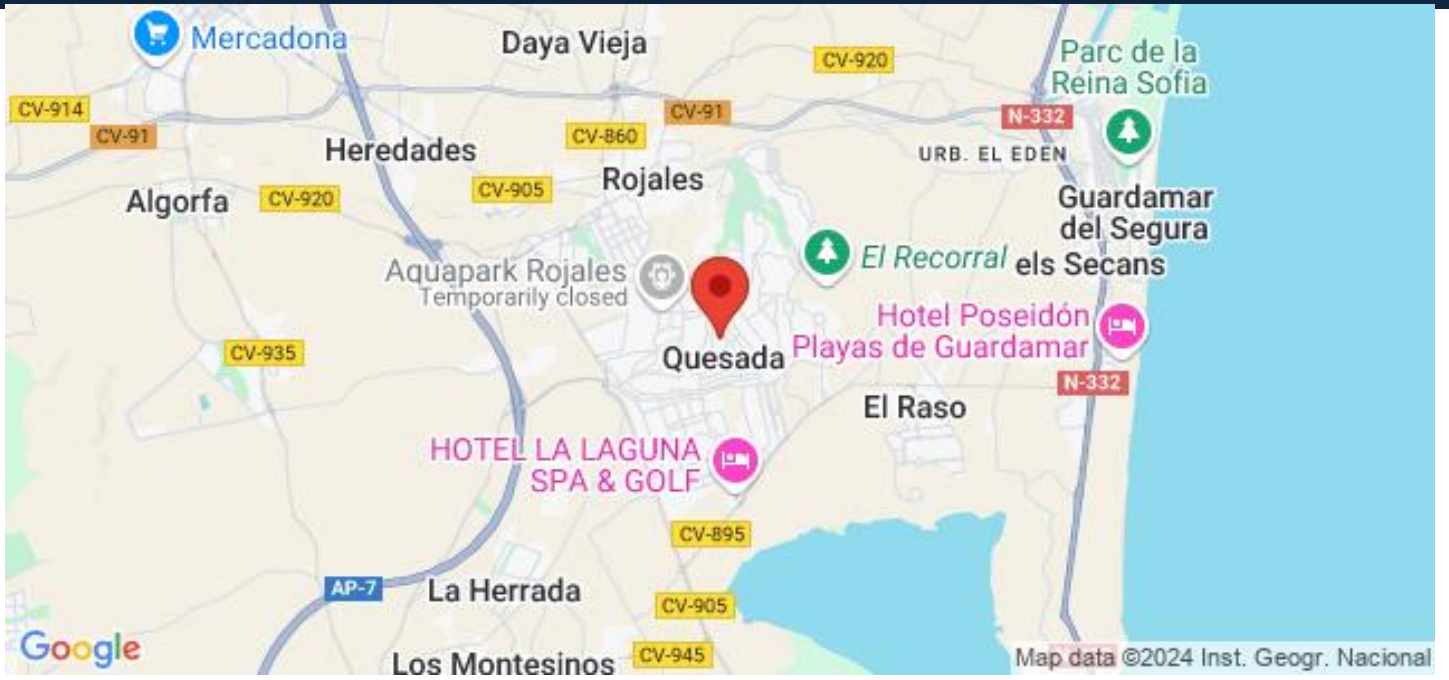 Mercadona
Daya Vieja
CV-920
Parc de la
Reina Sofia
CV-914
CV-91
CV-91
N-332
CV-860
Heredades
URB. EL EDEN
CV-905
Rojales
Algorfa
CV-920
Guardamar
del Segura
El Recorral
els Secans
Aquapark Rojales
Temporarily closed
Hotel Poseidón
Playas de Guardamar
CV-935
Quesada
N-332
El Raso
HOTEL LA LAGUNA
SPA & GOLF
CV-895
AP-7
La Herrada
CV-905
Google
Los Montesinos
CV-945
N-332
Map data ©2024 Inst. Geogr. Nacional